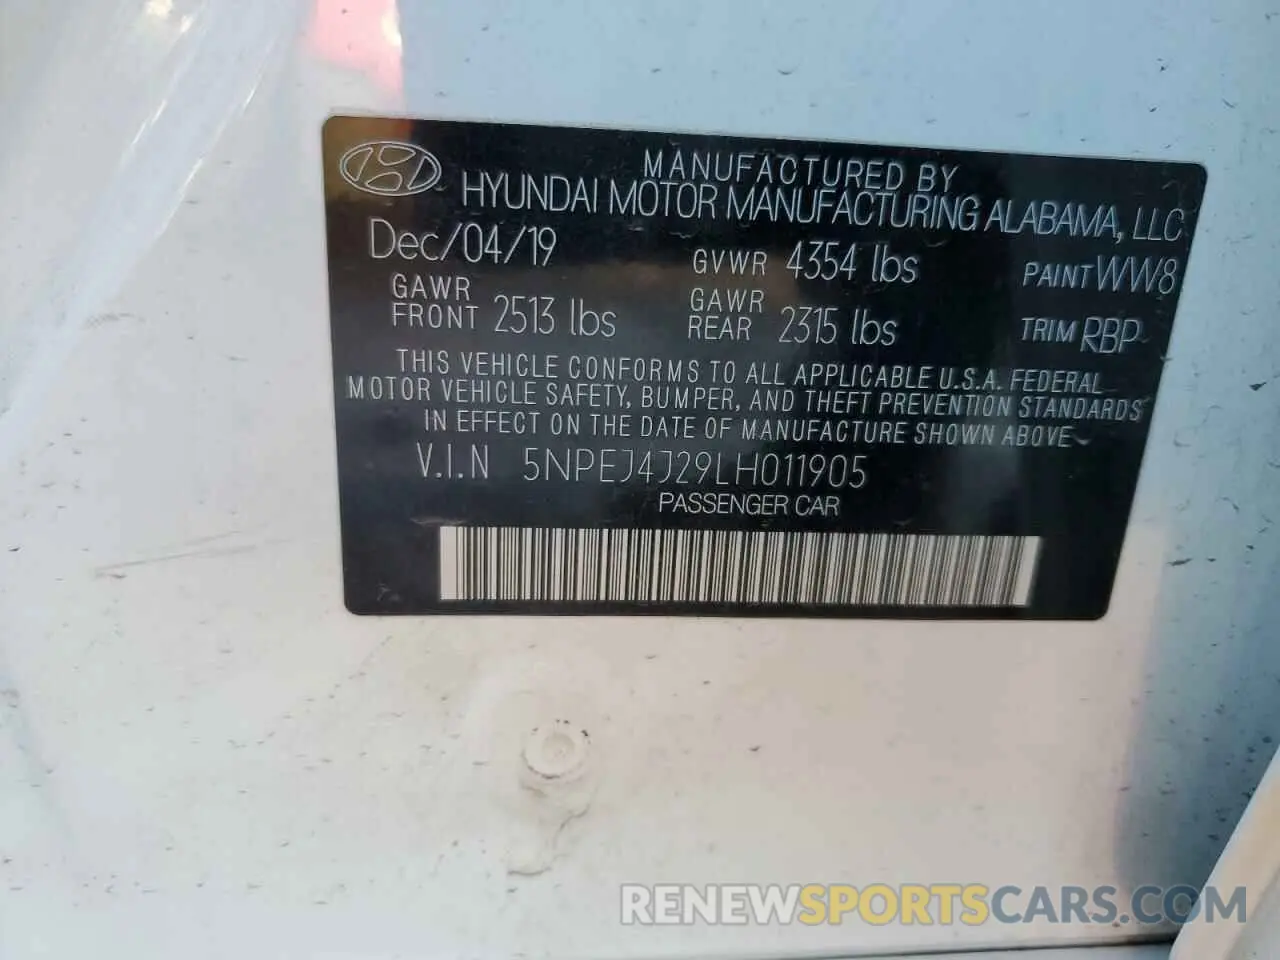 MANUFACTURED BY
HYUNDAI MOTOR MANUFACTURING ALABAMA, LLC
Dec/04/19 GVWR 4354 lbs PAINT WW8
GAWR FRONT 2513 lbs GAWR REAR 2315 lbs TRIM RBP
THIS VEHICLE CONFORMS TO ALL APPLICABLE U.S.A. FEDERAL
MOTOR VEHICLE SAFETY, BUMPER, AND THEFT PREVENTION STANDARDS
IN EFFECT ON THE DATE OF MANUFACTURE SHOWN ABOVE
V.I.N 5NPEJ4J29LH011905
PASSENGER CAR
RENEWSPORTSCARS.COM